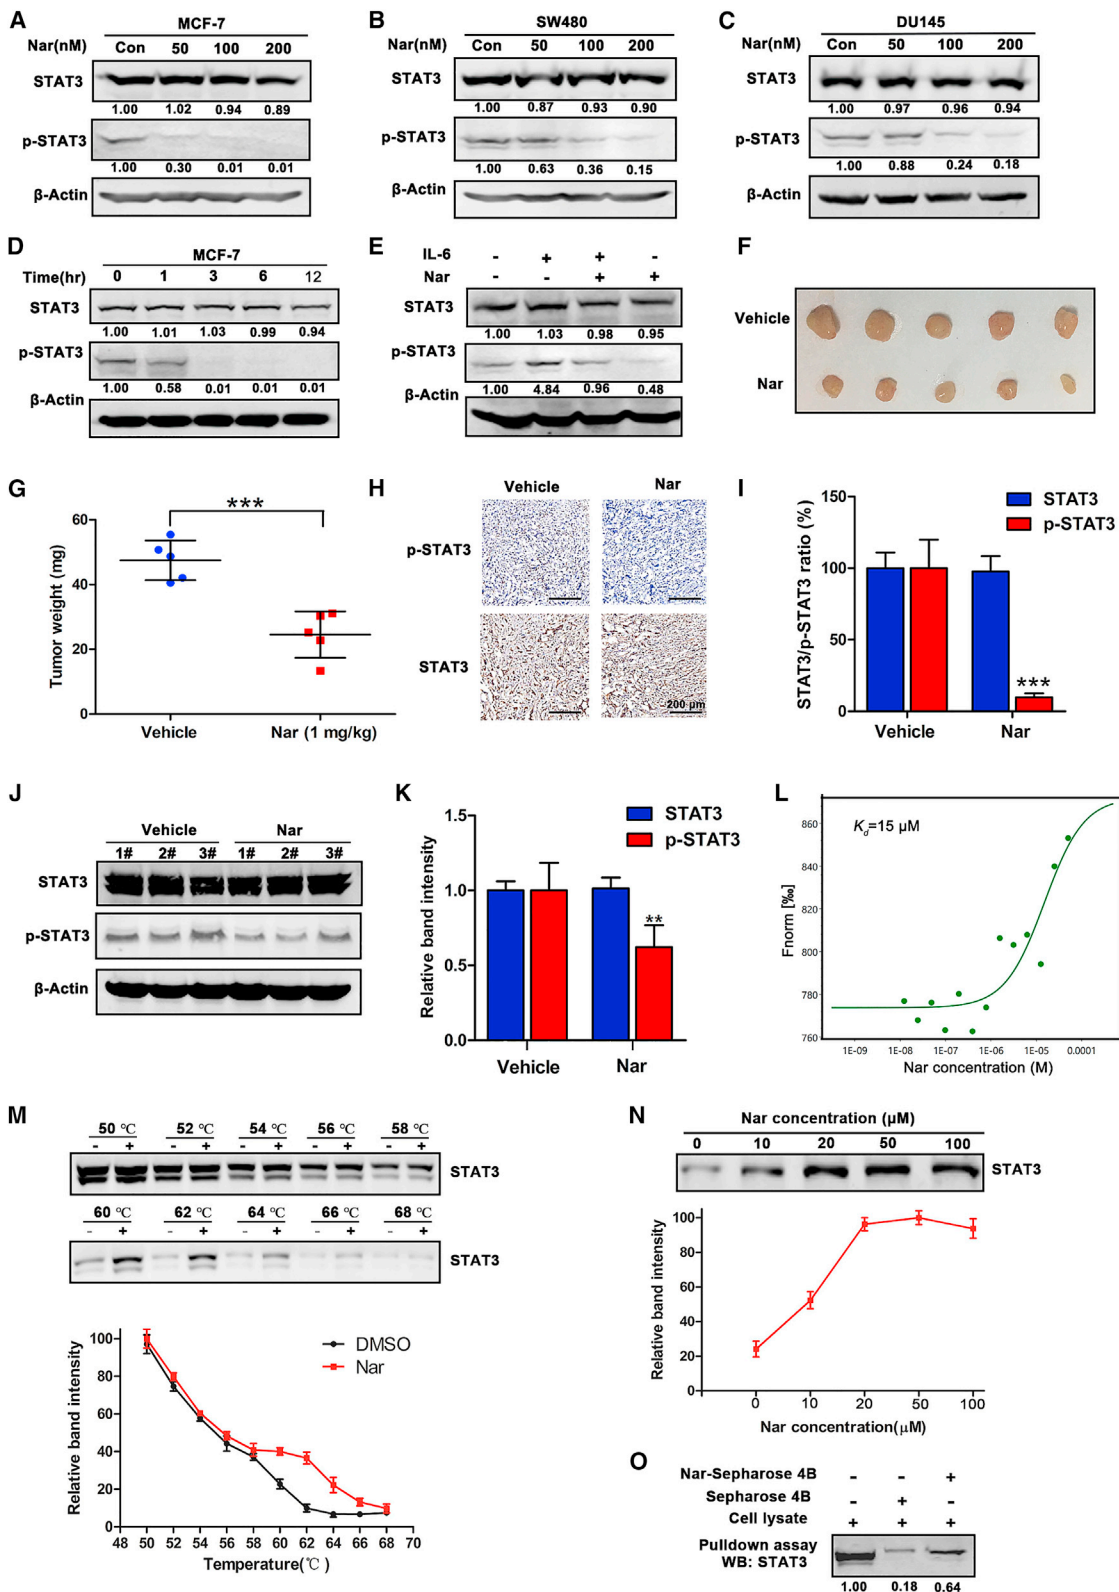 A
MCF-7
Nar(nM) Con 50 100 200
STAT3
1.00 1.02 0.94 0.89
p-STAT3
1.00 0.30 0.01 0.01
β-Actin
B
SW480
Nar(nM) Con 50 100 200
STAT3
1.00 0.87 0.93 0.90
p-STAT3
1.00 0.63 0.36 0.15
β-Actin
C
DU145
Nar(nM) Con 50 100 200
STAT3
1.00 0.97 0.96 0.94
p-STAT3
1.00 0.88 0.24 0.18
β-Actin
D
MCF-7
Time(hr) 0 1 3 6 12
STAT3
1.00 1.01 1.03 0.99 0.94
p-STAT3
1.00 0.58 0.01 0.01 0.01
β-Actin
E
IL-6 - + + -
Nar - - + +
STAT3
1.00 1.03 0.98 0.95
p-STAT3
1.00 4.84 0.96 0.48
β-Actin
F
Vehicle
Nar
G
***
Tumor weight (mg)
60
40
20
0
Vehicle Nar (1 mg/kg)
H
Vehicle Nar
p-STAT3
STAT3
200 μm
I
STAT3/p-STAT3 ratio (%)
150
100
50
0
STAT3
p-STAT3
***
Vehicle Nar
J
Vehicle Nar
1# 2# 3# 1# 2# 3#
STAT3
p-STAT3
β-Actin
K
Relative band intensity
1.5
1.0
0.5
0.0
STAT3
p-STAT3
**
Vehicle Nar
L
Kd=15 μM
Fnorm [‰]
860
840
820
800
780
760
1E-09 1E-08 1E-07 1E-06 1E-05 0.0001
Nar concentration (M)
M
50 ℃ 52 ℃ 54 ℃ 56 ℃ 58 ℃
- + - + - + - + - +
STAT3
60 ℃ 62 ℃ 64 ℃ 66 ℃ 68 ℃
- + - + - + - + - +
STAT3
Relative band intensity
100
80
60
40
20
0
DMSO
Nar
48 50 52 54 56 58 60 62 64 66 68 70
Temperature(℃)
N
Nar concentration (μM)
0 10 20 50 100
STAT3
Relative band intensity
100
80
60
40
20
0
0 10 20 50 100
Nar concentration(μM)
O
Nar-Sepharose 4B - - +
Sepharose 4B - + -
Cell lysate + + +
Pulldown assay
WB: STAT3
1.00 0.18 0.64